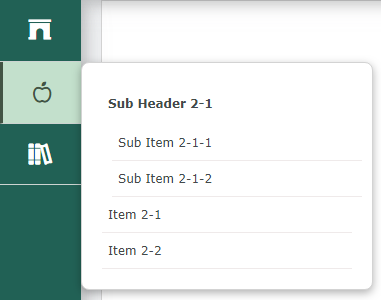 Sub Header 2-1
Sub Item 2-1-1
Sub Item 2-1-2
Item 2-1
Item 2-2